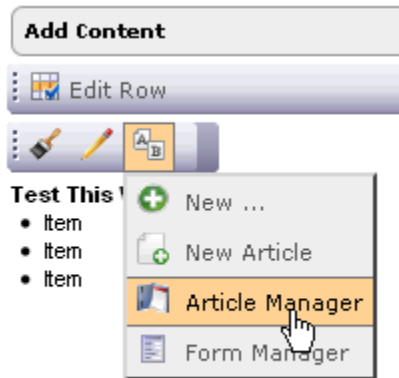 Add Content
Edit Row
A B
Test This
New ...
• Item
New Article
• Item
• Item
Article Manager
Form Manager